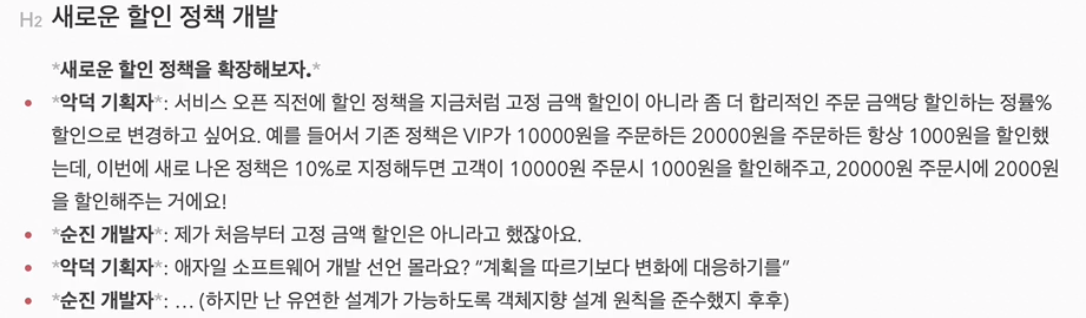 H2 새로운 할인 정책 개발
*새로운 할인 정책을 확장해보자.*
• *악덕 기획자*: 서비스 오픈 직전에 할인 정책을 지금처럼 고정 금액 할인이 아니라 좀 더 합리적인 주문 금액당 할인하는 정률%
할인으로 변경하고 싶어요. 예를 들어서 기존 정책은 VIP가 10000원을 주문하든 20000원을 주문하든 항상 1000원을 할인했
는데, 이번에 새로 나온 정책은 10%로 지정해두면 고객이 10000원 주문시 1000원을 할인해주고, 20000원 주문시에 2000원
을 할인해주는 거에요!
• *순진 개발자*: 제가 처음부터 고정 금액 할인은 아니라고 했잖아요.
• *악덕 기획자*: 애자일 소프트웨어 개발 선언 몰라요? “계획을 따르기보다 변화에 대응하기를”
• *순진 개발자*: … (하지만 난 유연한 설계가 가능하도록 객체지향 설계 원칙을 준수했지 후후)